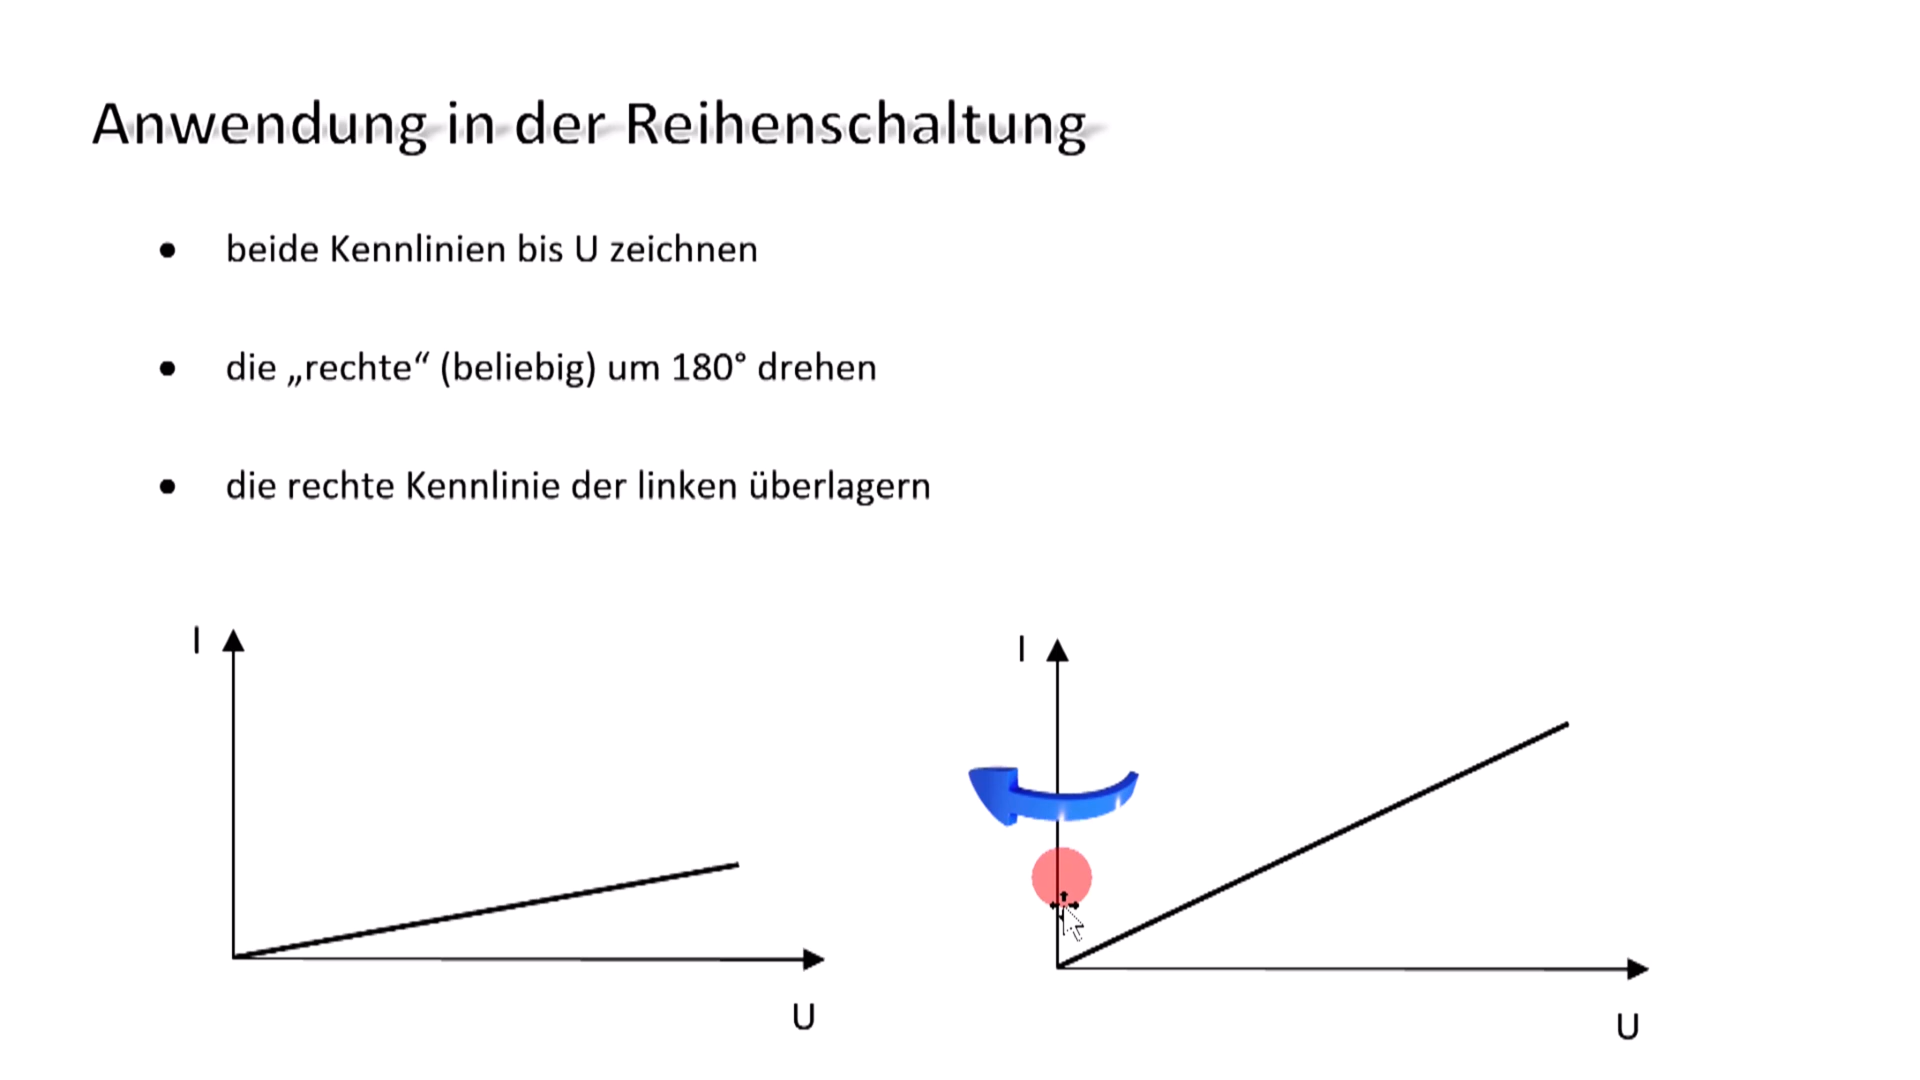 Anwendung in der Reihenschaltung
• beide Kennlinien bis U zeichnen
• die „rechte“ (beliebig) um 180° drehen
• die rechte Kennlinie der linken überlagern
I
U
I
U